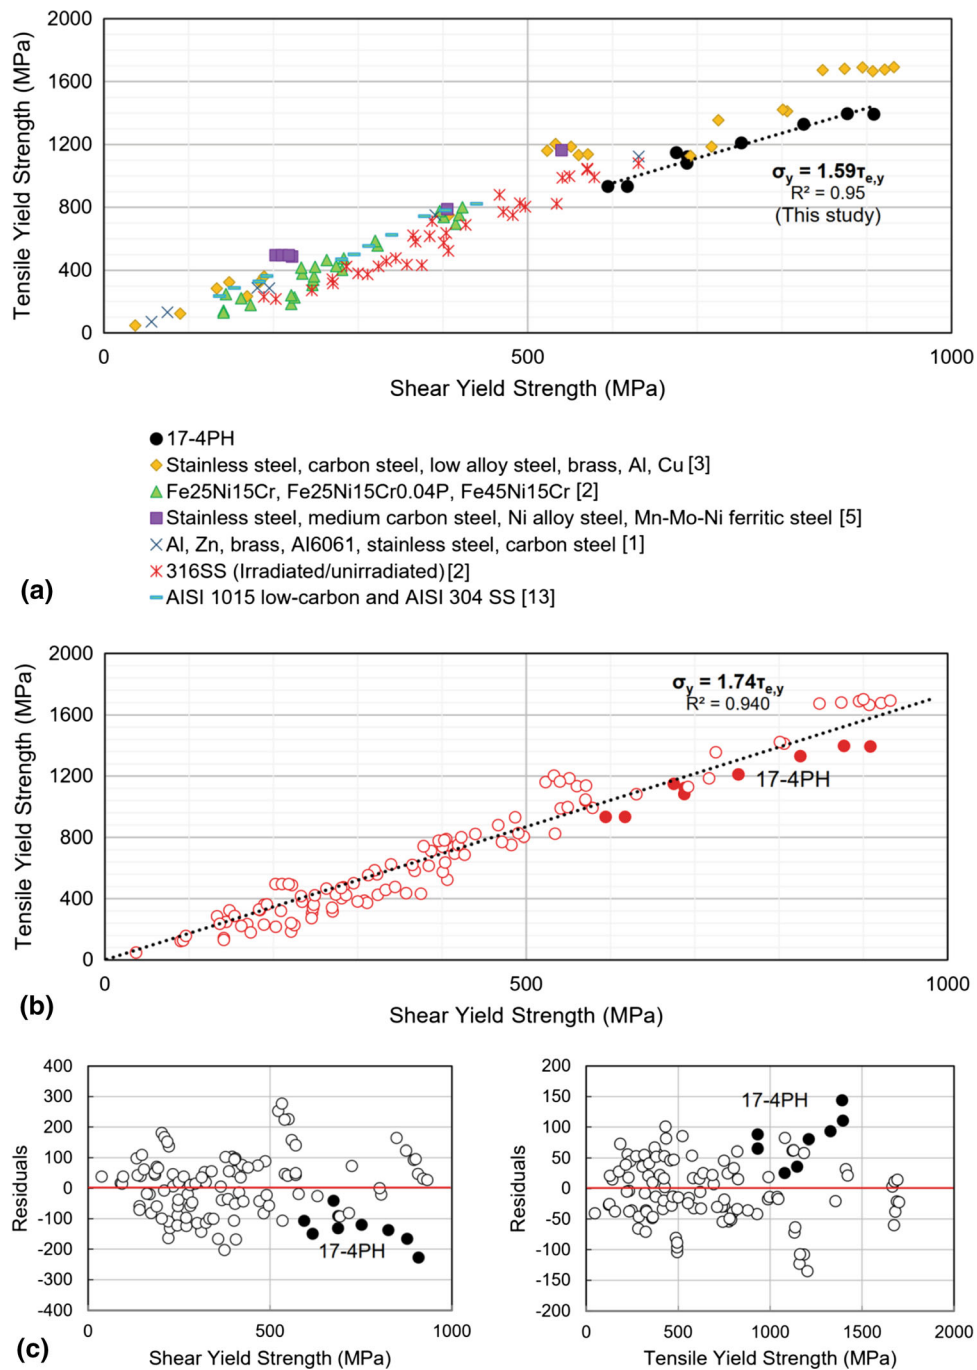 2000
1600
1200
800
400
0
Tensile Yield Strength (MPa)
σy = 1.59τe,y
R² = 0.95
(This study)
0 500 1000
Shear Yield Strength (MPa)
17-4PH
Stainless steel, carbon steel, low alloy steel, brass, Al, Cu [3]
Fe25Ni15Cr, Fe25Ni15Cr0.04P, Fe45Ni15Cr [2]
Stainless steel, medium carbon steel, Ni alloy steel, Mn-Mo-Ni ferritic steel [5]
Al, Zn, brass, Al6061, stainless steel, carbon steel [1]
316SS (Irradiated/unirradiated) [2]
AISI 1015 low-carbon and AISI 304 SS [13]
(a)
2000
1600
1200
800
400
0
Tensile Yield Strength (MPa)
σy = 1.74τe,y
R² = 0.940
17-4PH
0 500 1000
Shear Yield Strength (MPa)
(b)
400
300
200
100
0
-100
-200
-300
-400
Residuals
17-4PH
0 500 1000
Shear Yield Strength (MPa)
200
150
100
50
0
-50
-100
-150
-200
Residuals
17-4PH
0 500 1000 1500 2000
Tensile Yield Strength (MPa)
(c)